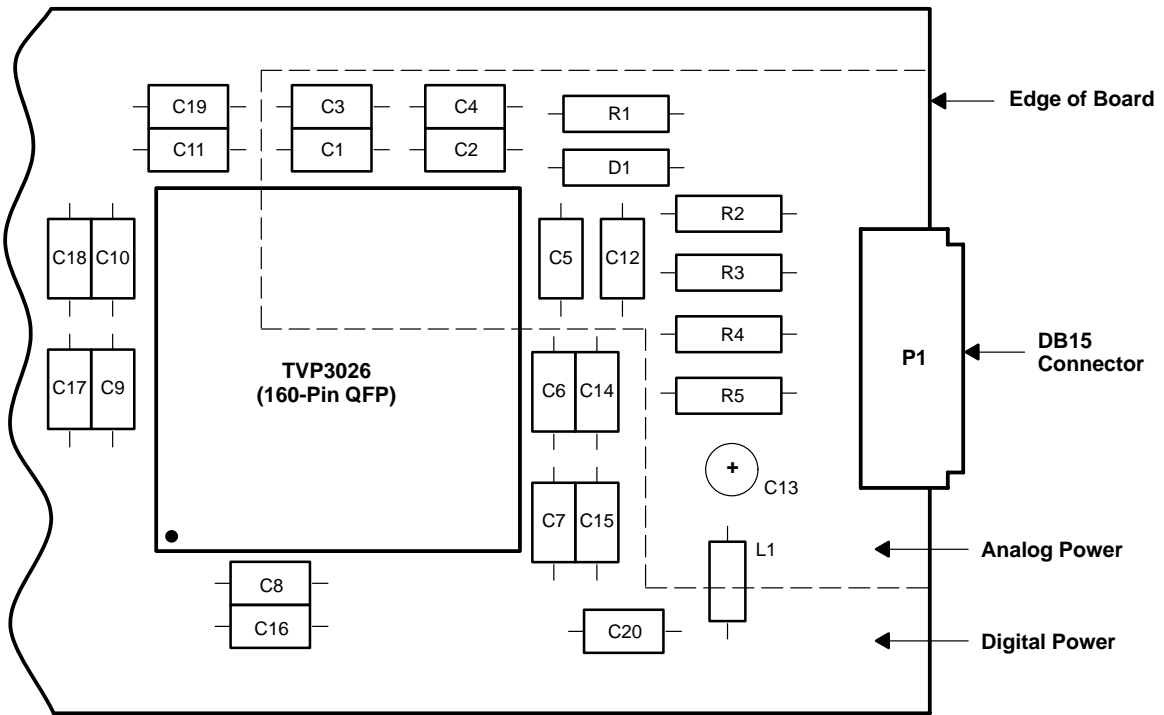 C19
C3
C4
R1
Edge of Board
C11
C1
C2
D1
R2
C18
C10
C5
C12
R3
R4
DB15
Connector
P1
TVP3026
(160-Pin QFP)
C17
C9
C6
C14
R5
+
C13
C7
C15
L1
Analog Power
C8
C16
C20
Digital Power